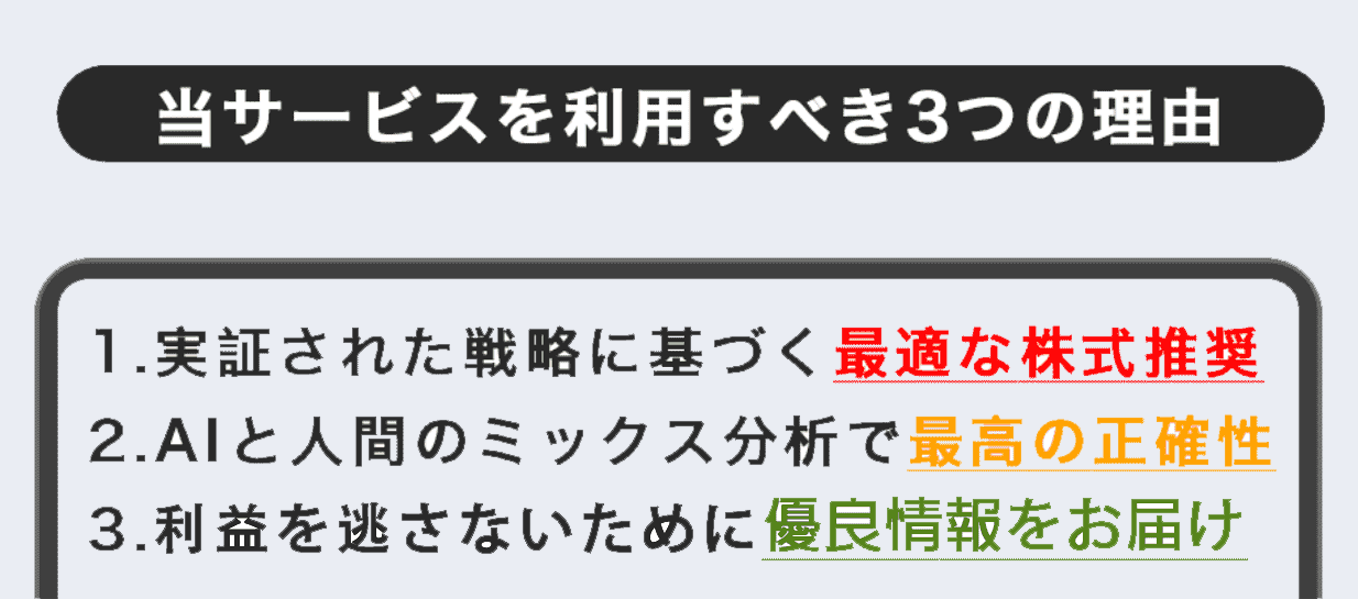 当サービスを利用すべき3つの理由
1.実証された戦略に基づく最適な株式推奨
2.AIと人間のミックス分析で最高の正確性
3.利益を逃さないために優良情報をお届け